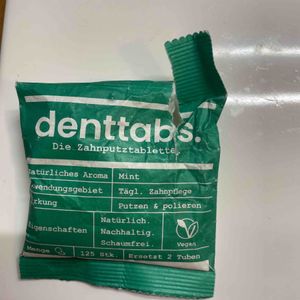 denttabs.
Die Zahnputztablette.
Natürliches Aroma Mint
Anwendungsgebiet Tägl. Zahnpflege
Wirkung Putzen & polieren
Eigenschaften Natürlich.
Nachhaltig.
Schaumfrei.
Vegan
Menge 125 Stk Ersetzt 2 Tuben